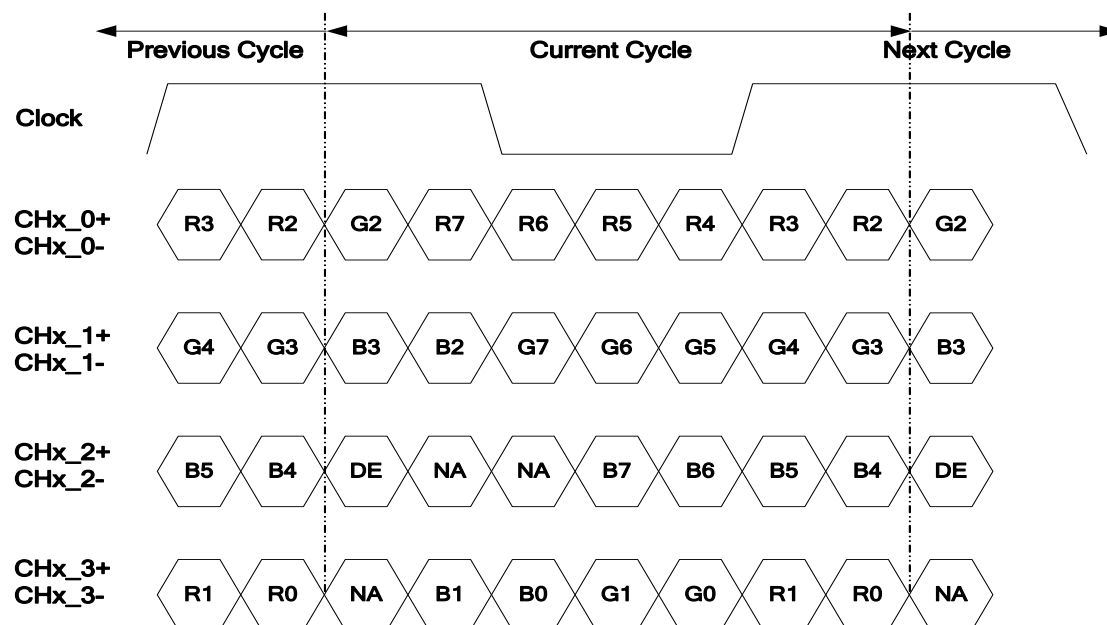 Previous Cycle Current Cycle Next Cycle
Clock
CHx_0+
CHx_0-
R3 R2 G2 R7 R6 R5 R4 R3 R2 G2
CHx_1+
CHx_1-
G4 G3 B3 B2 G7 G6 G5 G4 G3 B3
CHx_2+
CHx_2-
B5 B4 DE NA NA B7 B6 B5 B4 DE
CHx_3+
CHx_3-
R1 R0 NA B1 B0 G1 G0 R1 R0 NA